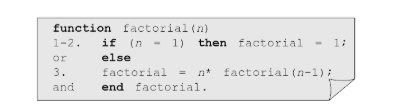 function factorial(n)
1-2. if (n = 1) then factorial = 1;
or else
3. factorial = n* factorial(n-1);
and end factorial.